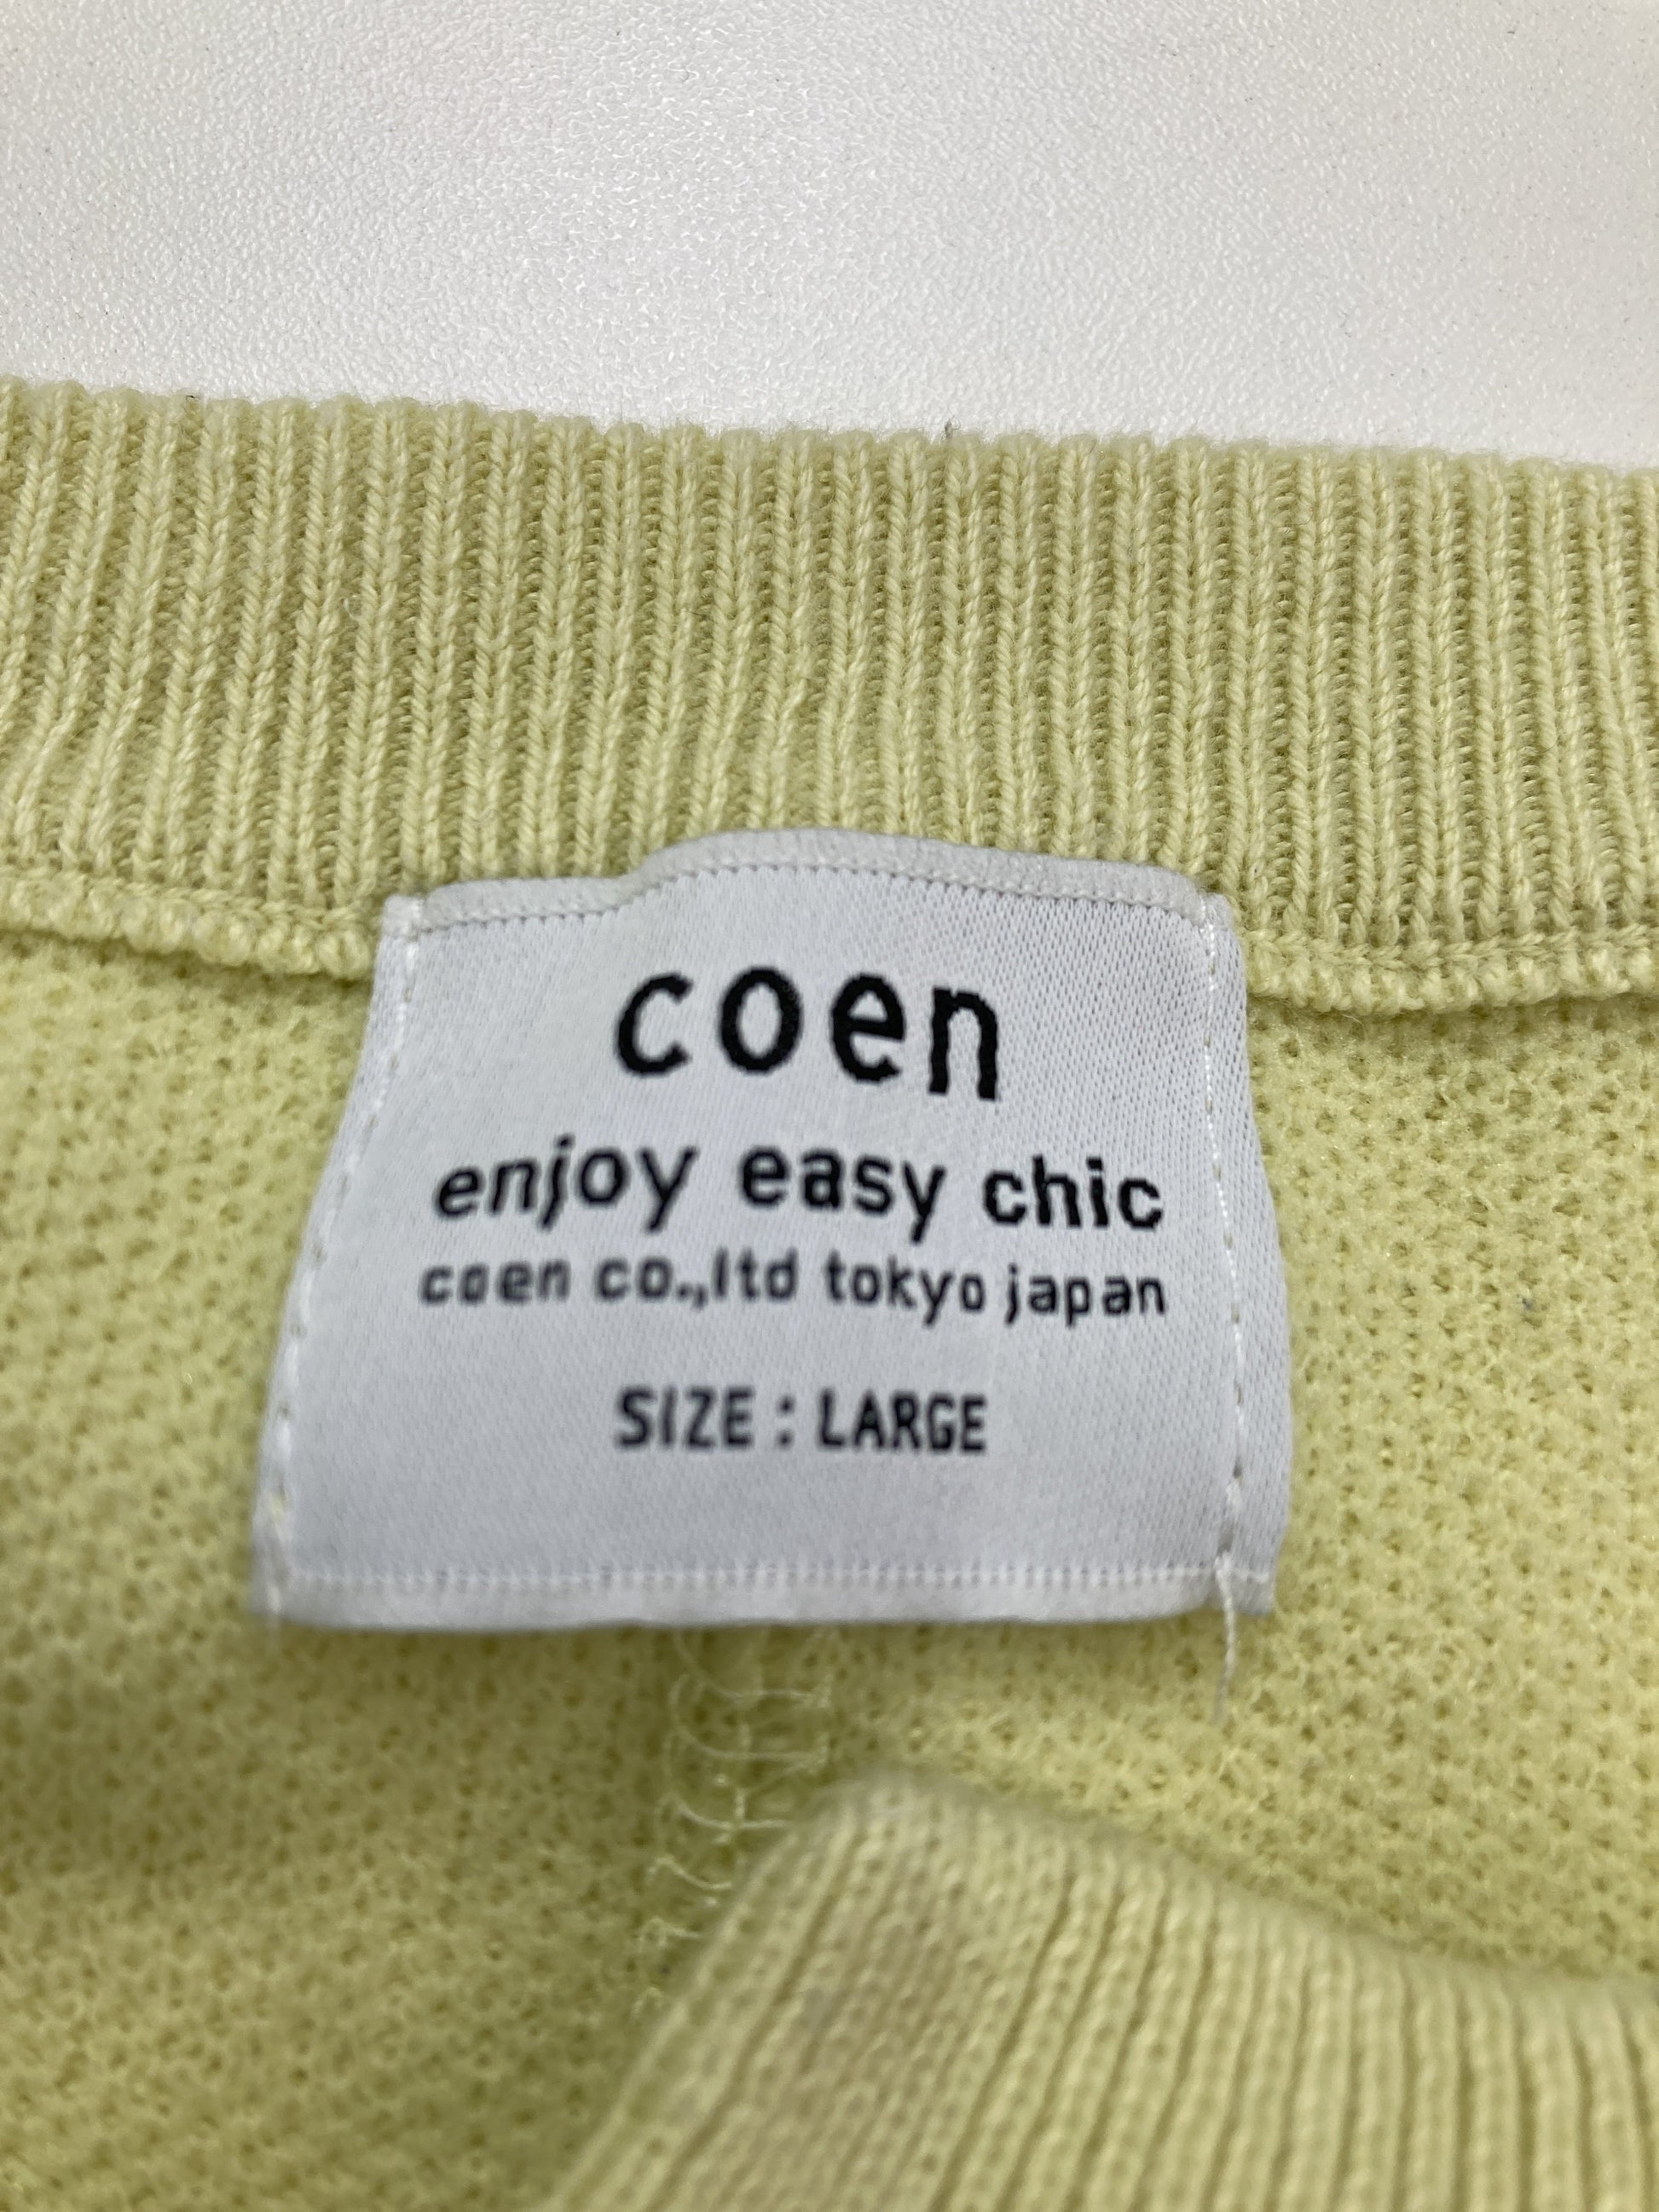 coen
enjoy easy chic
coen co.,ltd tokyo japan
SIZE : LARGE